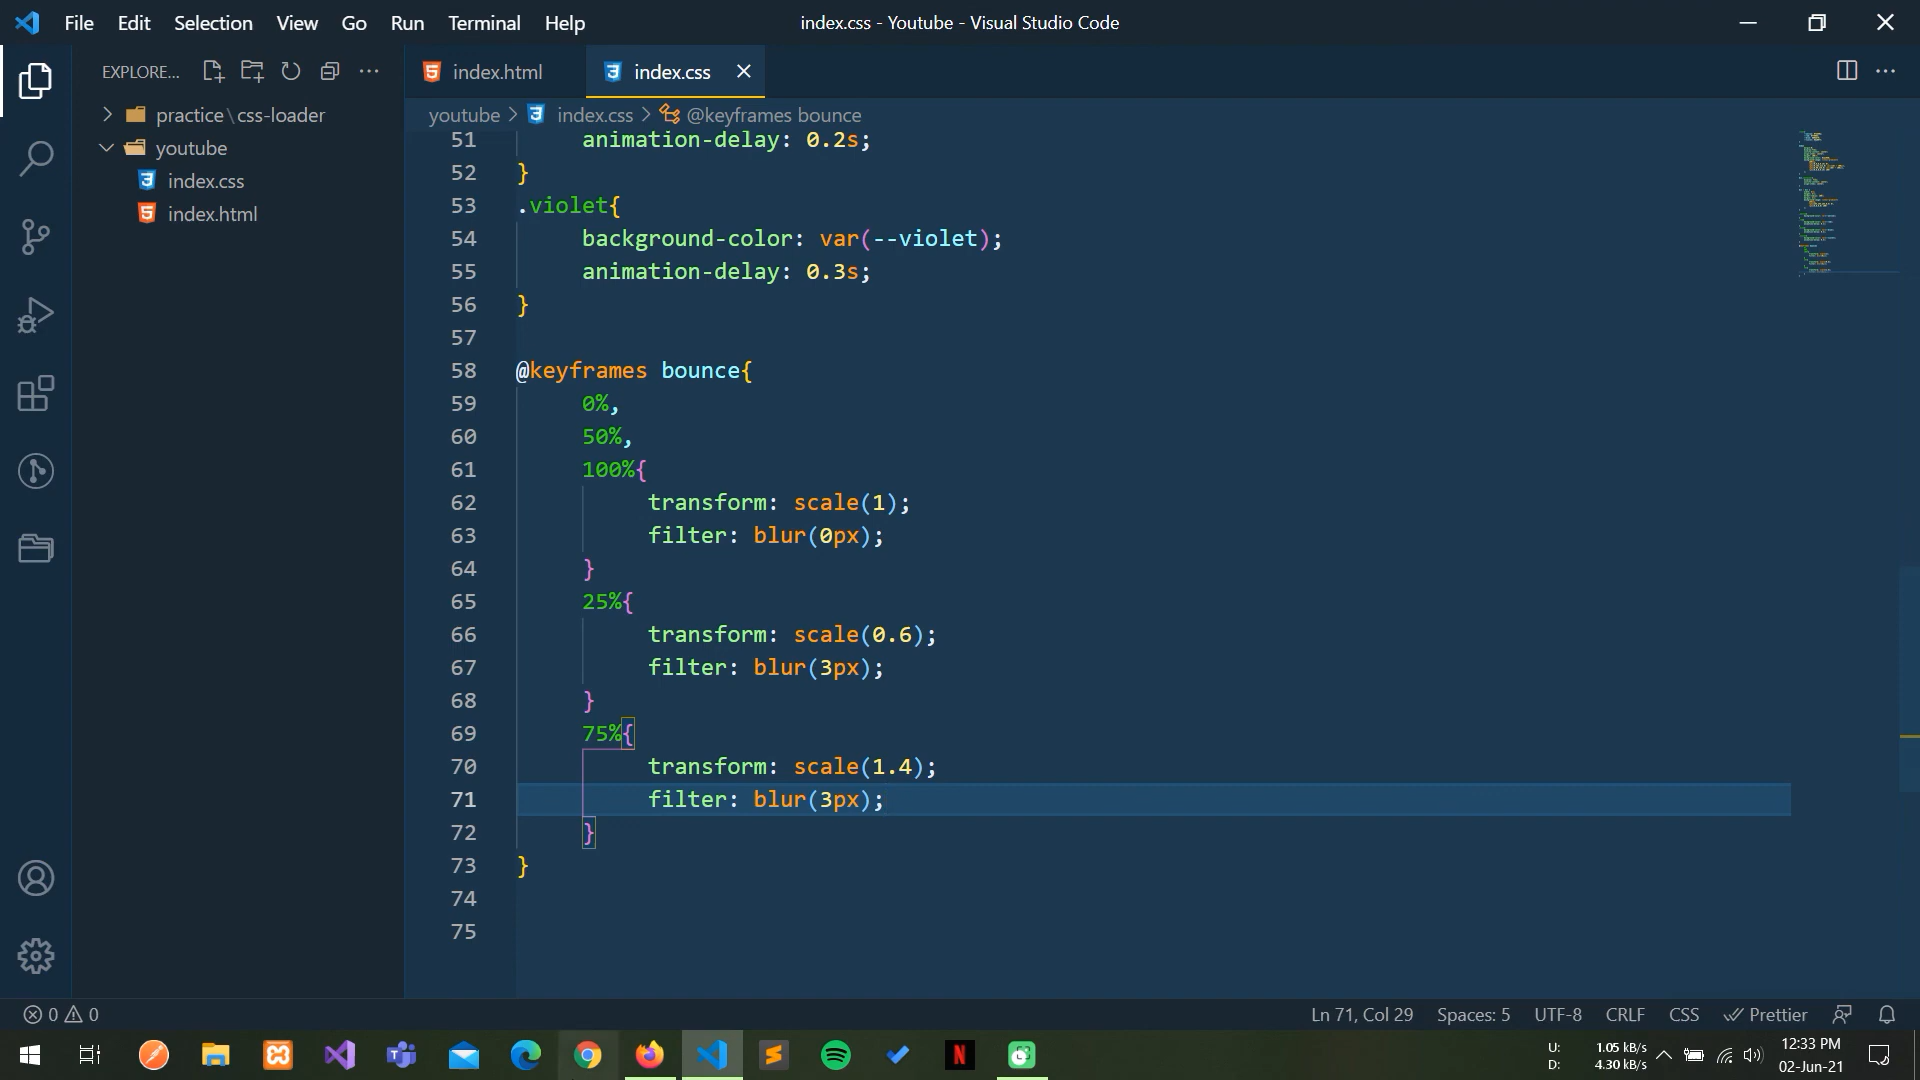 File Edit Selection View Go Run Terminal Help
index.css - Youtube - Visual Studio Code
EXPLORE...
index.html
index.css
practice\css-loader
youtube
index.css
index.html
youtube > index.css > @keyframes bounce
51 animation-delay: 0.2s;
52 }
53 .violet{
54 background-color: var(--violet);
55 animation-delay: 0.3s;
56 }
57
58 @keyframes bounce{
59 0%,
60 50%,
61 100%{
62 transform: scale(1);
63 filter: blur(0px);
64 }
65 25%{
66 transform: scale(0.6);
67 filter: blur(3px);
68 }
69 75%{
70 transform: scale(1.4);
71 filter: blur(3px);
72 }
73 }
74
75
0 0
Ln 71, Col 29 Spaces: 5 UTF-8 CRLF CSS Prettier
U: 1.05 kB/s
D: 4.30 kB/s
12:33 PM
02-Jun-21